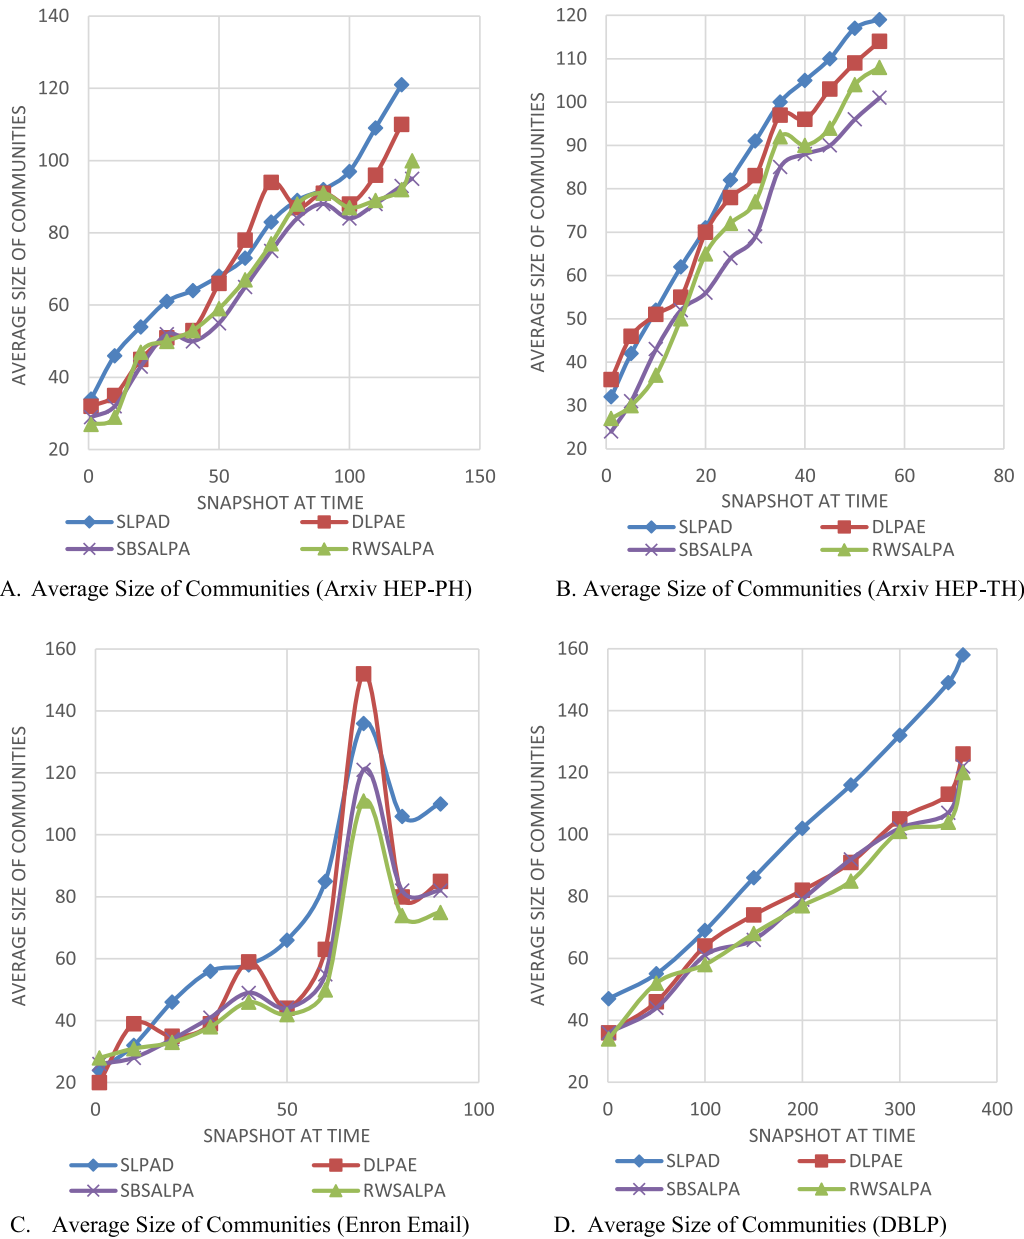 140
120
100
80
60
40
20
0
50
100
150
AVERAGE SIZE OF COMMUNITIES
SNAPSHOT AT TIME
SLPAD
DLPAE
SBSALPA
RWSALPA
A. Average Size of Communities (Arxiv HEP-PH)
120
110
100
90
80
70
60
50
40
30
20
0
20
40
60
80
AVERAGE SIZE OF COMMUNITIES
SNAPSHOT AT TIME
SLPAD
DLPAE
SBSALPA
RWSALPA
B. Average Size of Communities (Arxiv HEP-TH)
160
140
120
100
80
60
40
20
0
50
100
AVERAGE SIZE OF COMMUNITIES
SNAPSHOT AT TIME
SLPAD
DLPAE
SBSALPA
RWSALPA
C. Average Size of Communities (Enron Email)
160
140
120
100
80
60
40
20
0
100
200
300
400
AVERAGE SIZE OF COMMUNITIES
SNAPSHOT AT TIME
SLPAD
DLPAE
SBSALPA
RWSALPA
D. Average Size of Communities (DBLP)